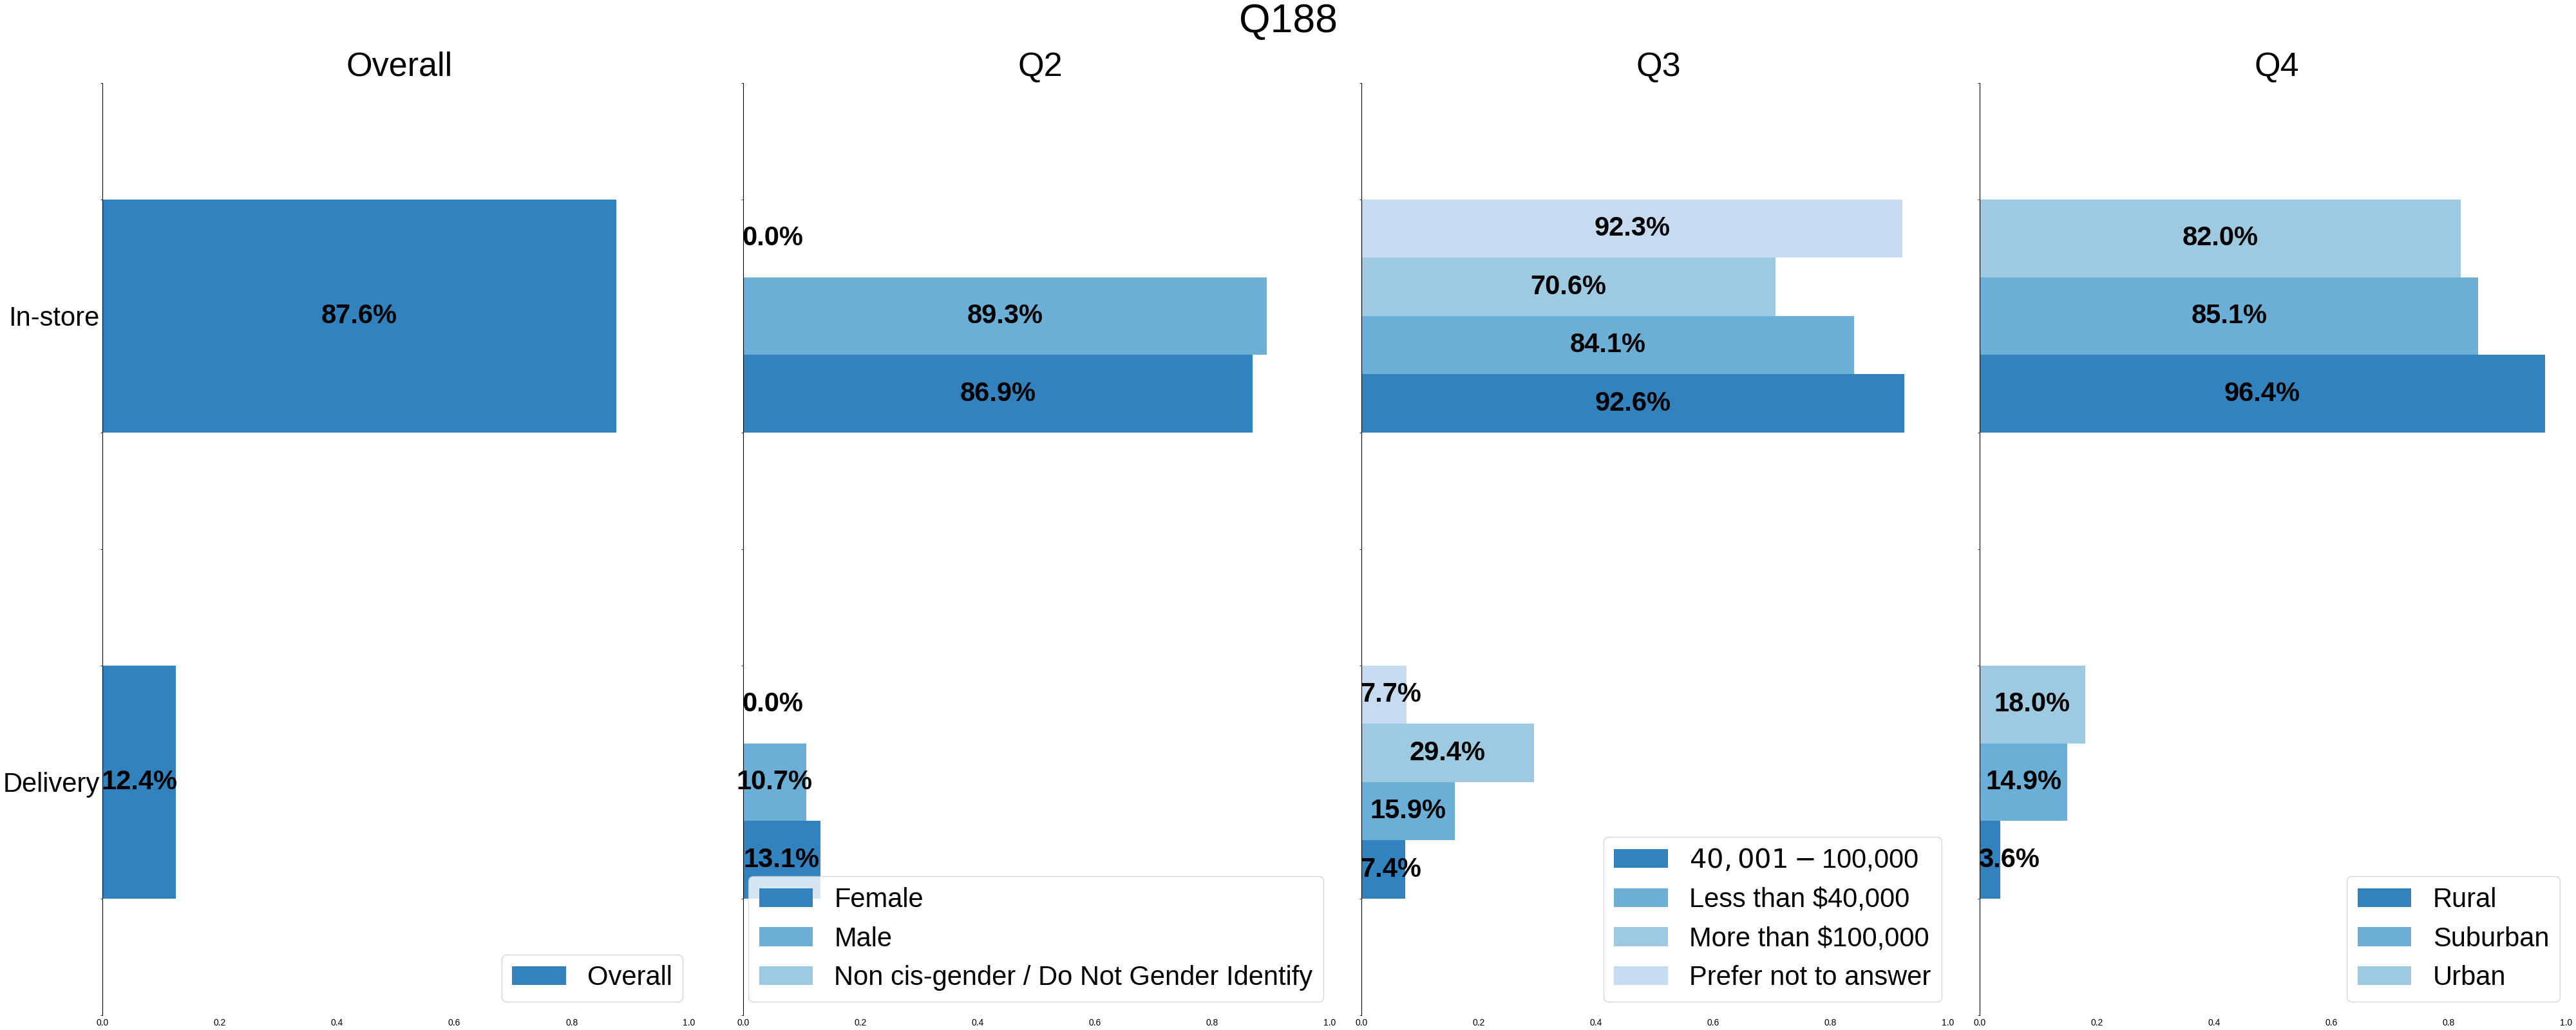 Q188
Overall
In-store
Delivery
87.6%
12.4%
Overall
0.0 0.2 0.4 0.6 0.8 1.0
Q2
0.0%
89.3%
86.9%
0.0%
10.7%
13.1%
Female
Male
Non cis-gender / Do Not Gender Identify
0.0 0.2 0.4 0.6 0.8 1.0
Q3
92.3%
70.6%
84.1%
92.6%
7.7%
29.4%
15.9%
7.4%
40,001 − 100,000
Less than $40,000
More than $100,000
Prefer not to answer
0.0 0.2 0.4 0.6 0.8 1.0
Q4
82.0%
85.1%
96.4%
18.0%
14.9%
3.6%
Rural
Suburban
Urban
0.0 0.2 0.4 0.6 0.8 1.0